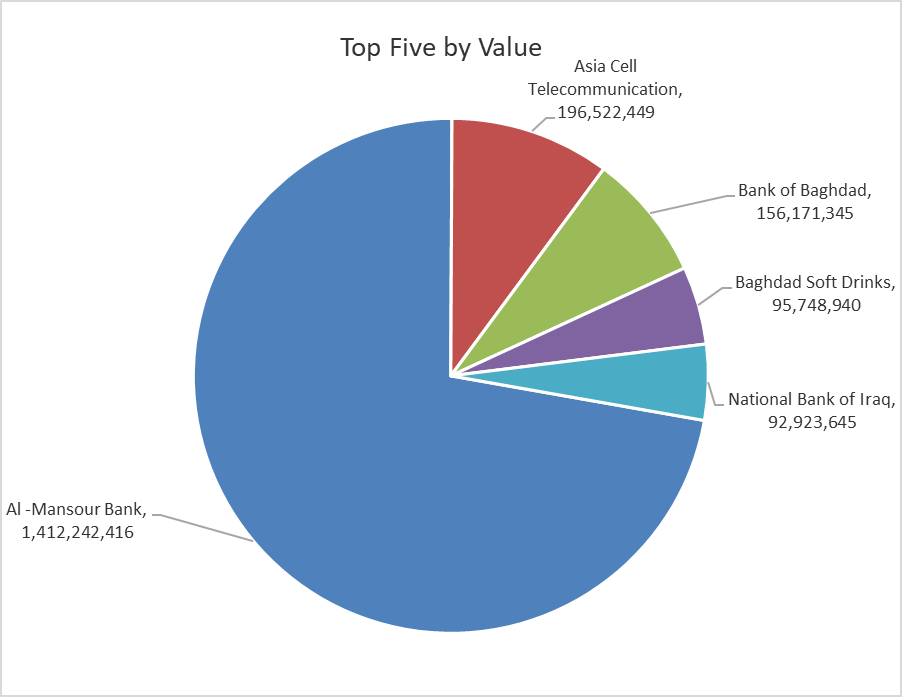 Top Five by Value
Asia Cell
Telecommunication,
196,522,449
Bank of Baghdad,
156,171,345
Baghdad Soft Drinks,
95,748,940
National Bank of Iraq,
92,923,645
Al -Mansour Bank,
1,412,242,416